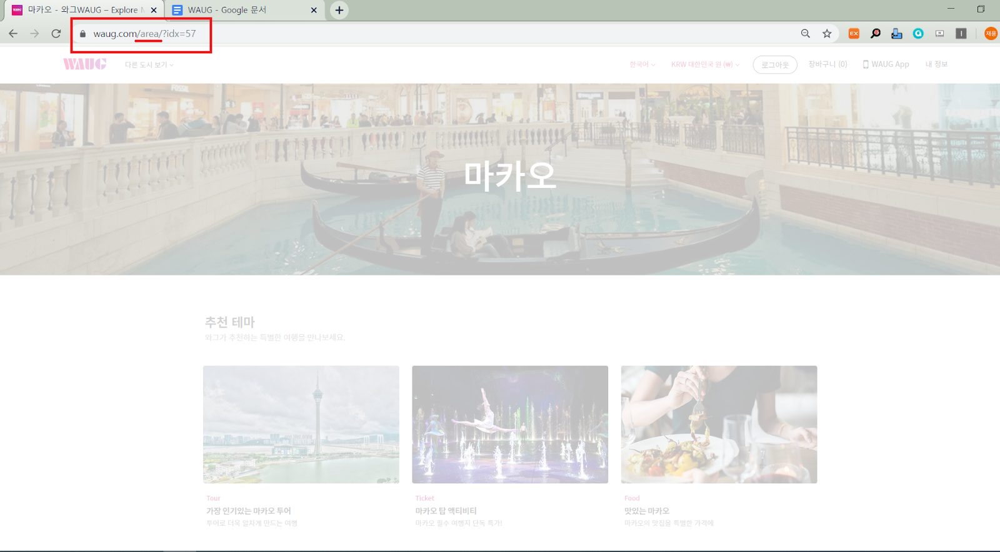 마카오 - 와그WAUG – Explore N
WAUG - Google 문서
waug.com/area/?idx=57
EX
재용
WAUG
다른 도시 보기
한국어
KRW 대한민국 원 (₩)
로그아웃
장바구니 (0)
WAUG App
내 정보
FOSSIL
마카오
추천 테마
와그가 추천하는 특별한 여행을 만나보세요.
Tour
가장 인기있는 마카오 투어
투어로 더욱 알차게 만드는 여행
Ticket
마카오 탑 액티비티
마카오 필수 여행지 단독 특가!
Food
맛있는 마카오
마카오의 맛집을 특별한 가격에